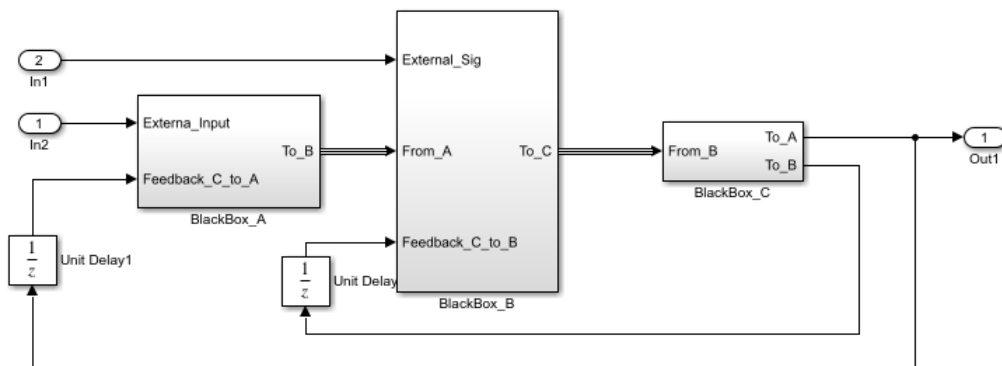 2
In1
1
In2
Externa_Input
Feedback_C_to_A
To_B
BlackBox_A
1
z
Unit Delay1
External_Sig
From_A
Feedback_C_to_B
To_C
BlackBox_B
1
z
Unit Delay
From_B
To_A
To_B
BlackBox_C
1
Out1